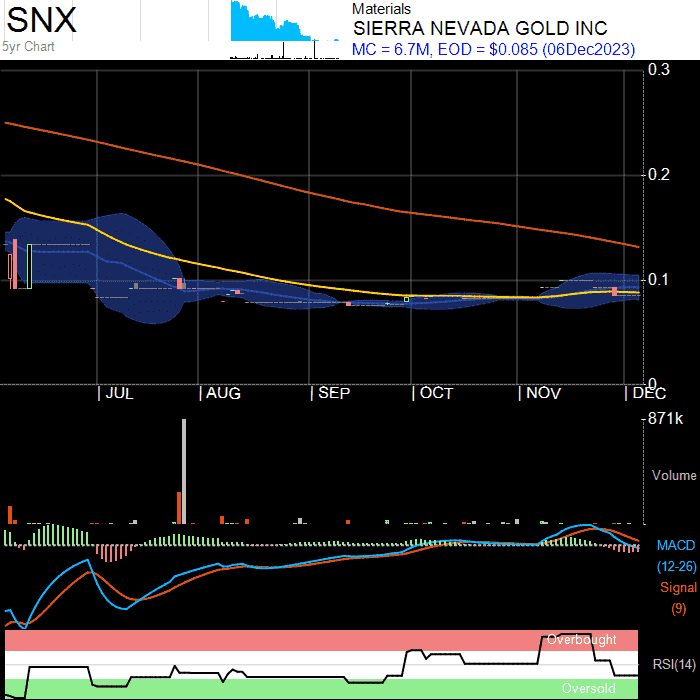 SNX
5yr Chart
Materials
SIERRA NEVADA GOLD INC
MC = 6.7M, EOD = $0.085 (06Dec2023)
0.3
0.2
0.1
0
JUL
AUG
SEP
OCT
NOV
DEC
871k
Volume
MACD
(12-26)
Signal
(9)
Overbought
RSI(14)
Oversold